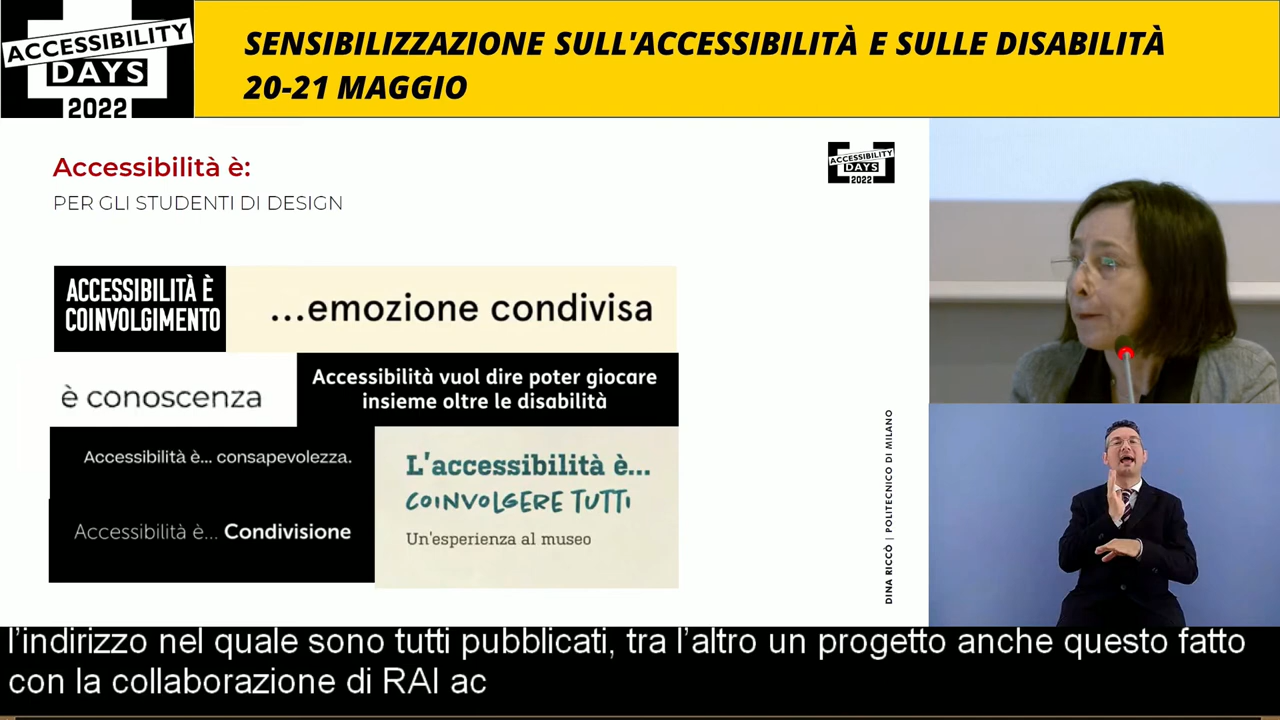 ACCESSIBILITY
DAYS
2022
SENSIBILIZZAZIONE SULL'ACCESSIBILITÀ E SULLE DISABILITÀ
20-21 MAGGIO
Accessibilità è:
PER GLI STUDENTI DI DESIGN
ACCESSIBILITY
DAYS
2022
ACCESSIBILITÀ È
COINVOLGIMENTO
...emozione condivisa
è conoscenza
Accessibilità vuol dire poter giocare
insieme oltre le disabilità
Accessibilità è... consapevolezza.
Accessibilità è... Condivisione
L'accessibilità è...
COINVOLGERE TUTTI
Un'esperienza al museo
DINA RICCÒ | POLITECNICO DI MILANO
l’indirizzo nel quale sono tutti pubblicati, tra l’altro un progetto anche questo fatto
con la collaborazione di RAI ac